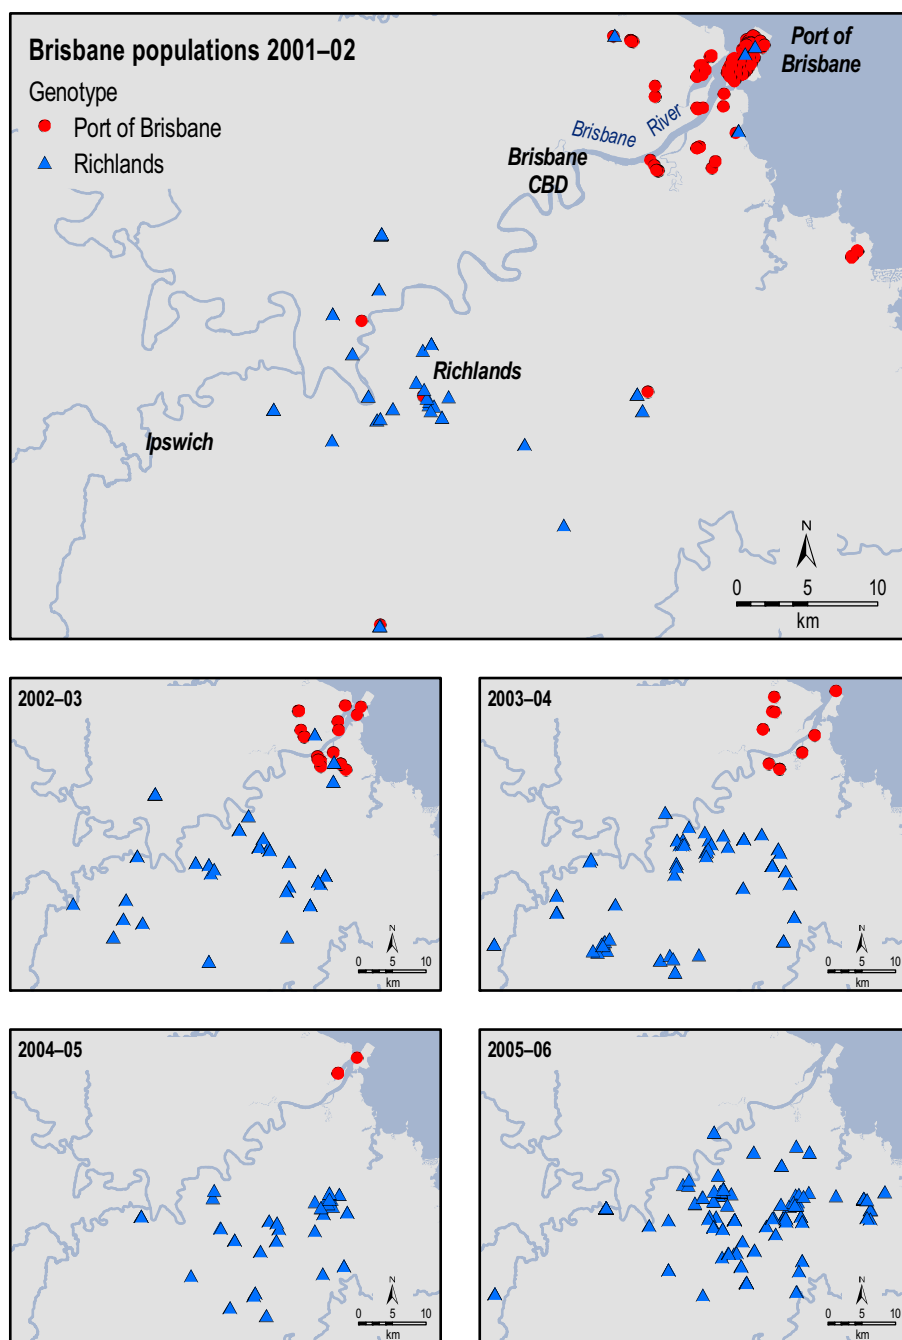 Brisbane populations 2001–02
Genotype
Port of Brisbane
Richlands
Port of
Brisbane
Brisbane River
Brisbane
CBD
Richlands
Ipswich
N
0 5 10
km
2002–03
N
0 5 10
km
2003–04
N
0 5 10
km
2004–05
N
0 5 10
km
2005–06
N
0 5 10
km